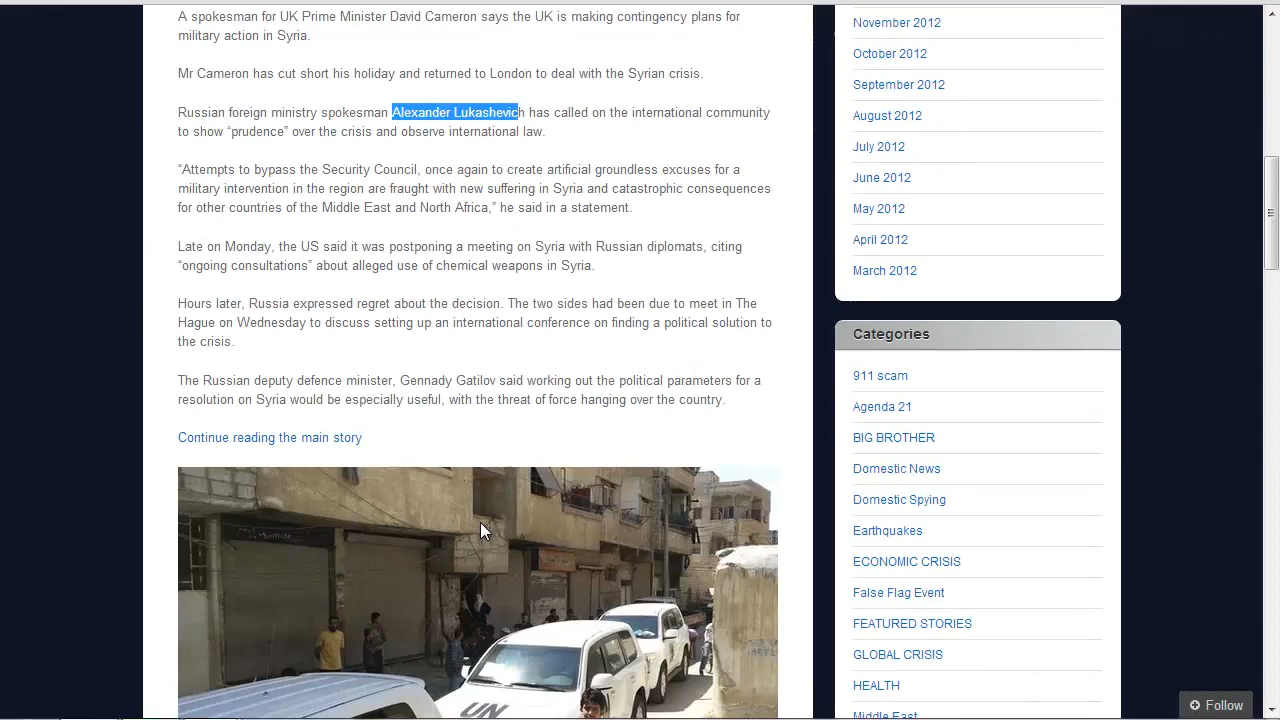 A spokesman for UK Prime Minister David Cameron says the UK is making contingency plans for
military action in Syria.
Mr Cameron has cut short his holiday and returned to London to deal with the Syrian crisis.
Russian foreign ministry spokesman Alexander Lukashevich has called on the international community
to show “prudence” over the crisis and observe international law.
“Attempts to bypass the Security Council, once again to create artificial groundless excuses for a
military intervention in the region are fraught with new suffering in Syria and catastrophic consequences
for other countries of the Middle East and North Africa,” he said in a statement.
Late on Monday, the US said it was postponing a meeting on Syria with Russian diplomats, citing
“ongoing consultations” about alleged use of chemical weapons in Syria.
Hours later, Russia expressed regret about the decision. The two sides had been due to meet in The
Hague on Wednesday to discuss setting up an international conference on finding a political solution to
the crisis.
The Russian deputy defence minister, Gennady Gatilov said working out the political parameters for a
resolution on Syria would be especially useful, with the threat of force hanging over the country.
Continue reading the main story
UN
November 2012
October 2012
September 2012
August 2012
July 2012
June 2012
May 2012
April 2012
March 2012
Categories
911 scam
Agenda 21
BIG BROTHER
Domestic News
Domestic Spying
Earthquakes
ECONOMIC CRISIS
False Flag Event
FEATURED STORIES
GLOBAL CRISIS
HEALTH
Middle East
Follow